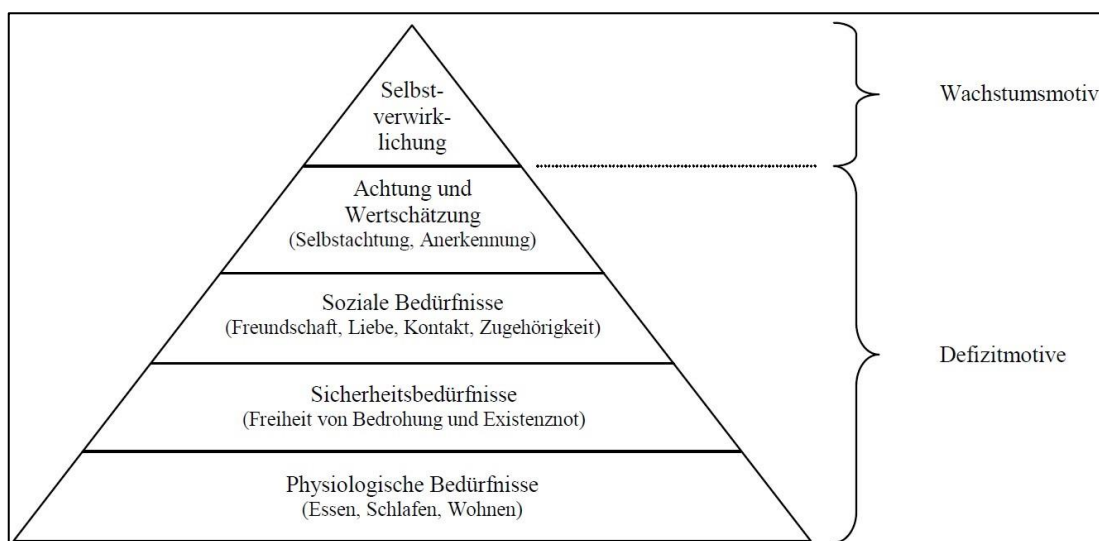 Selbst-
verwirk-
lichung
Wachstumsmotiv
Achtung und
Wertschätzung
(Selbstachtung, Anerkennung)
Soziale Bedürfnisse
(Freundschaft, Liebe, Kontakt, Zugehörigkeit)
Defizitmotive
Sicherheitsbedürfnisse
(Freiheit von Bedrohung und Existenznot)
Physiologische Bedürfnisse
(Essen, Schlafen, Wohnen)